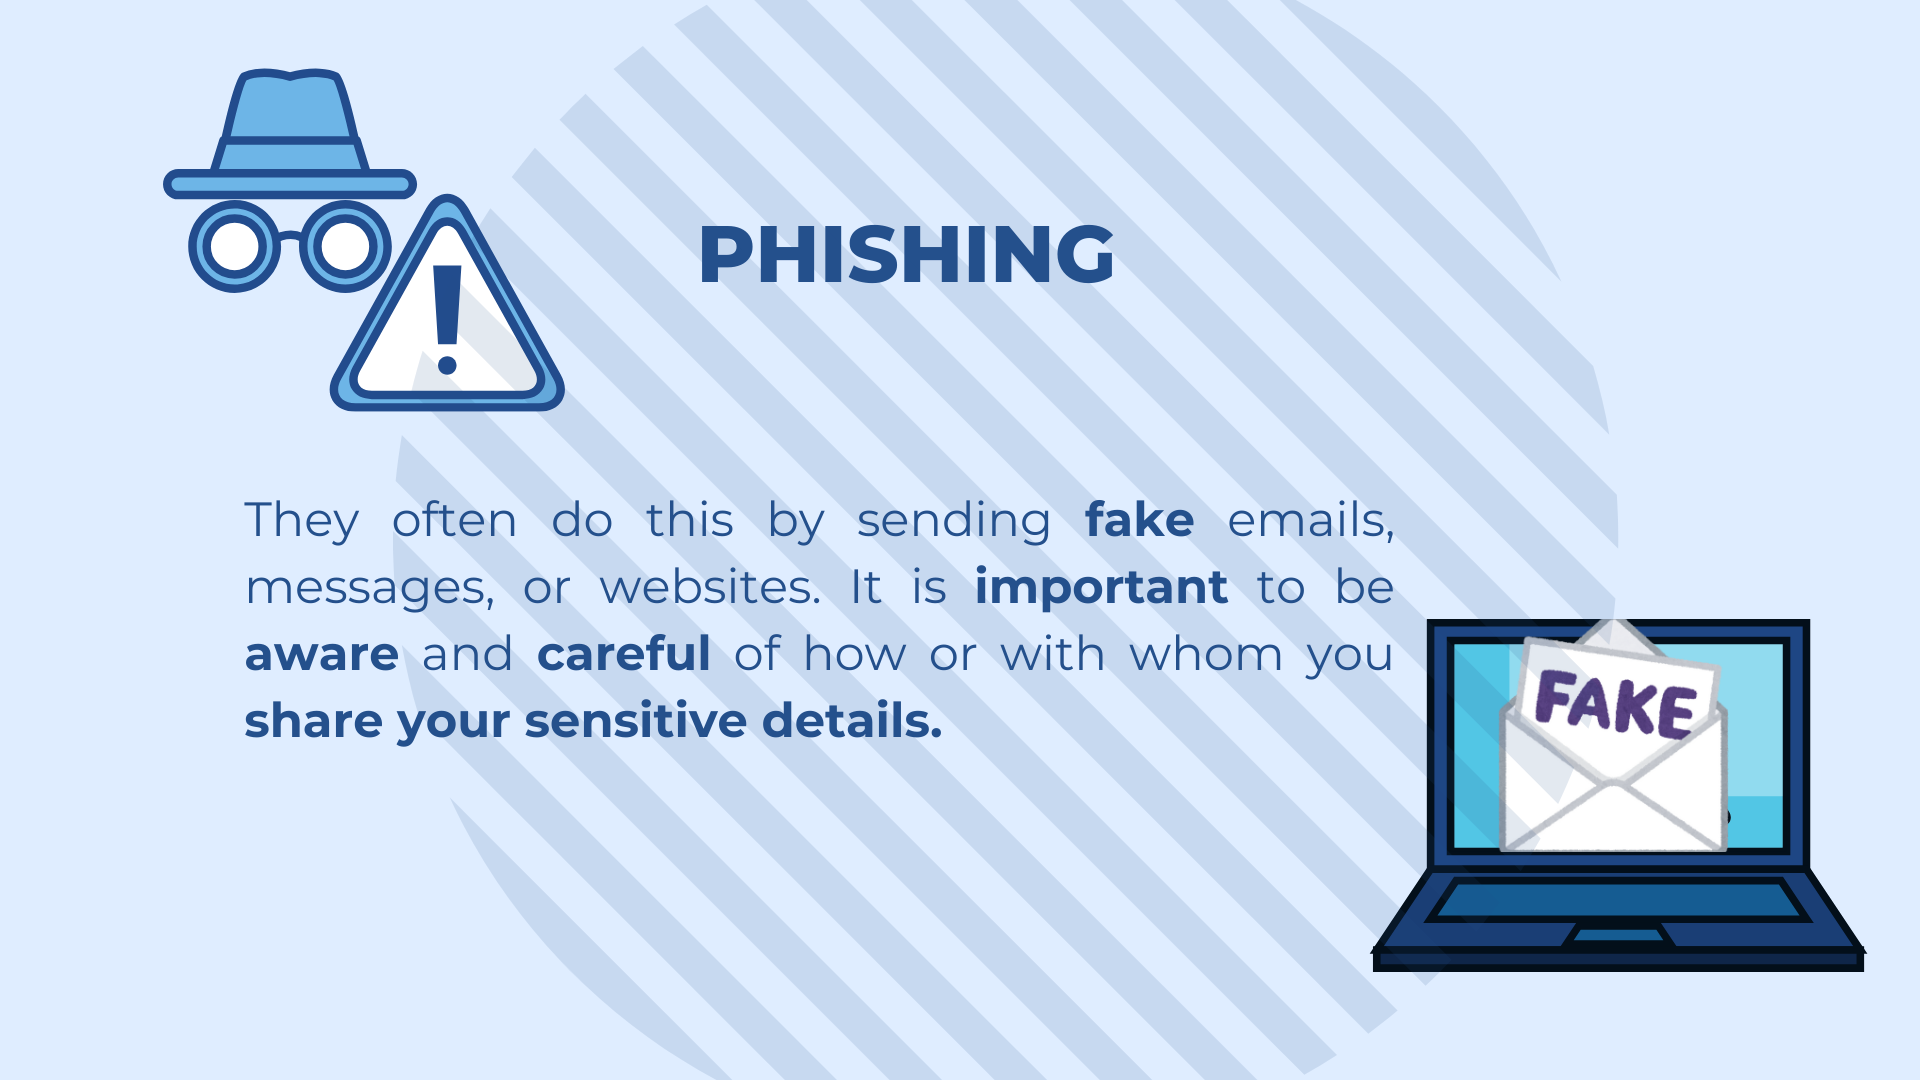 PHISHING
They often do this by sending fake emails,
messages, or websites. It is important to be
aware and careful of how or with whom you
share your sensitive details.
FAKE